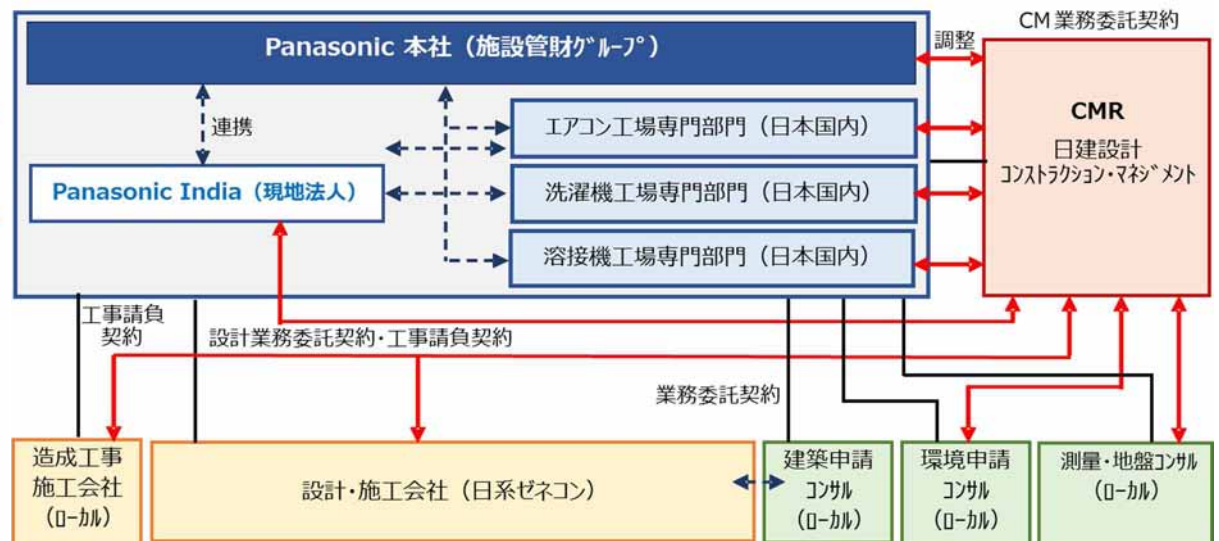 CM業務委託契約
Panasonic 本社（施設管財ｸﾞﾙｰﾌﾟ）
調整
連携
エアコン工場専門部門（日本国内）
CMR
日建設計
ｺﾝｽﾄﾗｸｼｮﾝ・ﾏﾈｼﾞﾒﾝﾄ
Panasonic India（現地法人）
洗濯機工場専門部門（日本国内）
溶接機工場専門部門（日本国内）
工事請負
契約
設計業務委託契約・工事請負契約
業務委託契約
造成工事
施工会社
（ﾛｰｶﾙ）
設計・施工会社（日系ゼネコン）
建築申請
ｺﾝｻﾙ
（ﾛｰｶﾙ）
環境申請
ｺﾝｻﾙ
（ﾛｰｶﾙ）
測量・地盤ｺﾝｻﾙ
（ﾛｰｶﾙ）